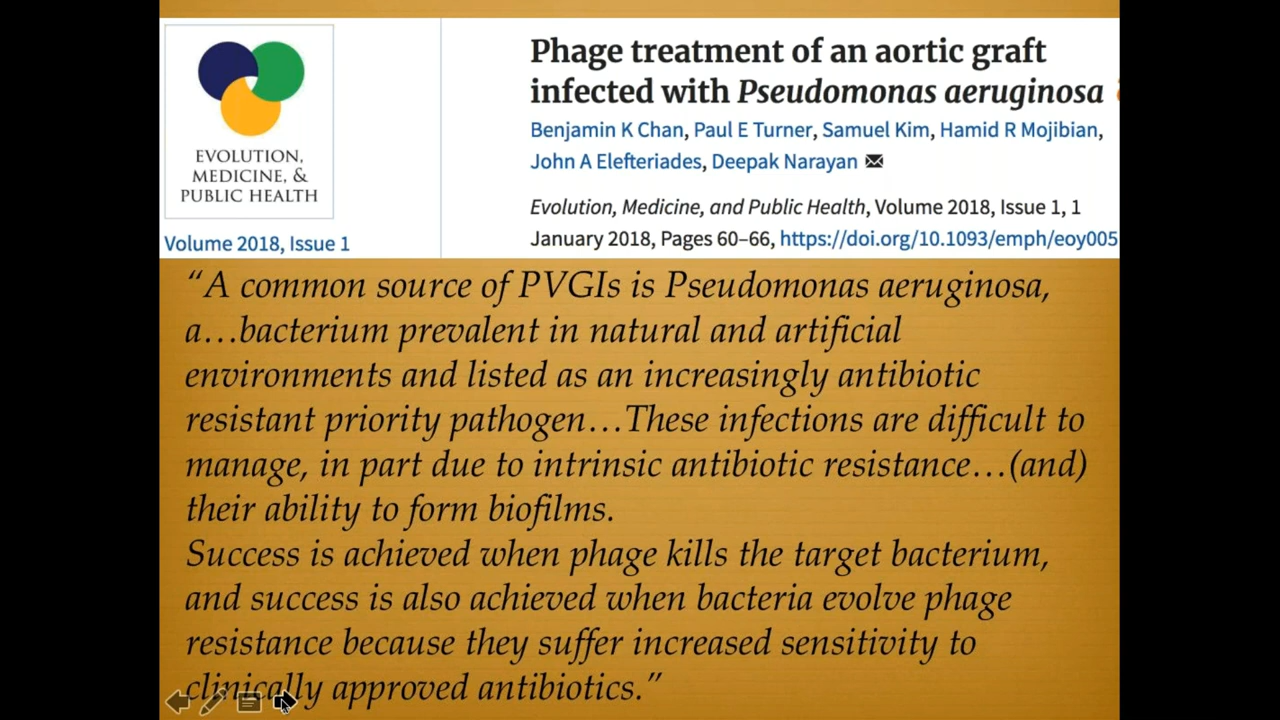 EVOLUTION,
MEDICINE, &
PUBLIC HEALTH
Volume 2018, Issue 1
Phage treatment of an aortic graft
infected with Pseudomonas aeruginosa
Benjamin K Chan, Paul E Turner, Samuel Kim, Hamid R Mojibian,
John A Elefteriades, Deepak Narayan
Evolution, Medicine, and Public Health, Volume 2018, Issue 1, 1
January 2018, Pages 60–66, https://doi.org/10.1093/emph/eoy005
“A common source of PVGIs is Pseudomonas aeruginosa,
a…bacterium prevalent in natural and artificial
environments and listed as an increasingly antibiotic
resistant priority pathogen…These infections are difficult to
manage, in part due to intrinsic antibiotic resistance…(and)
their ability to form biofilms.
Success is achieved when phage kills the target bacterium,
and success is also achieved when bacteria evolve phage
resistance because they suffer increased sensitivity to
clinically approved antibiotics.”